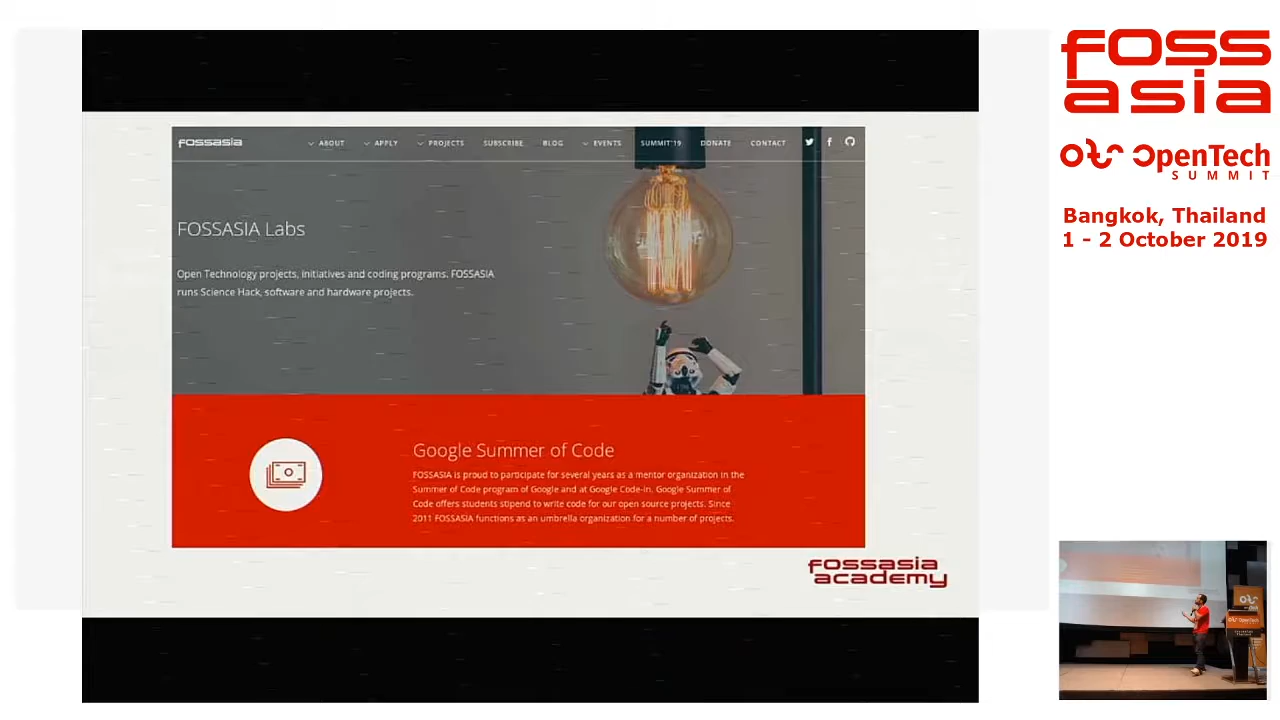 fossasia
ABOUT
APPLY
PROJECTS
SUBSCRIBE
BLOG
EVENTS
SUMMIT'19
DONATE
CONTACT
FOSSASIA Labs
Open Technology projects, initiatives and coding programs. FOSSASIA
runs Science Hack, software and hardware projects.
Google Summer of Code
FOSSASIA is proud to participate for several years as a mentor organization in the
Summer of Code program of Google and at Google Code-in. Google Summer of
Code offers students stipend to write code for our open source projects. Since
2011 FOSSASIA functions as an umbrella organization for a number of projects.
fossasia
academy
foss
asia
OpenTech
SUMMIT
Bangkok, Thailand
1 - 2 October 2019